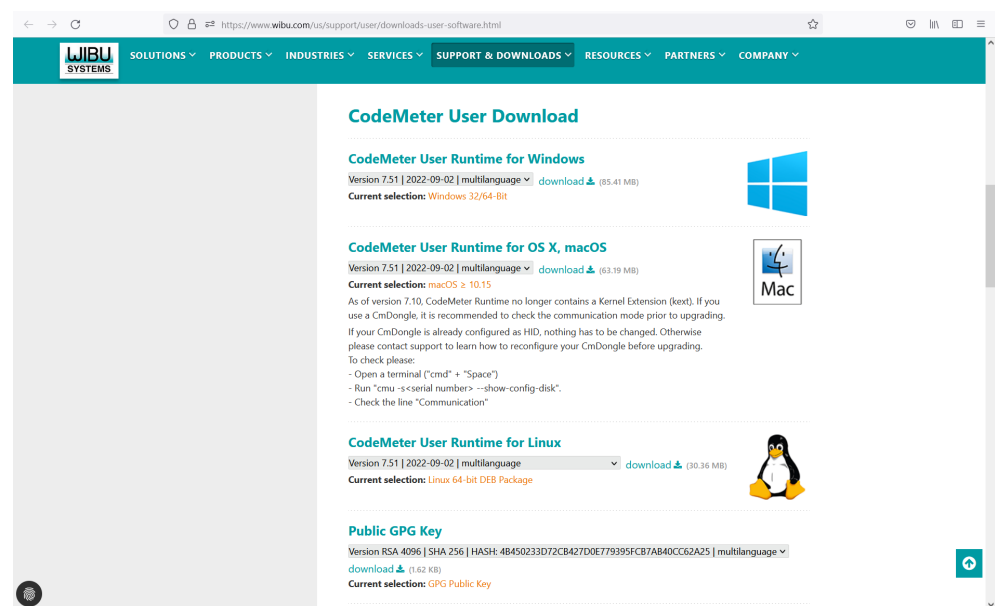 https://www.wibu.com/us/support/user/downloads-user-software.html
WIBU
SYSTEMS
SOLUTIONS PRODUCTS INDUSTRIES SERVICES SUPPORT & DOWNLOADS RESOURCES PARTNERS COMPANY
CodeMeter User Download
CodeMeter User Runtime for Windows
Version 7.51 | 2022-09-02 | multilanguage download (85.41 MB)
Current selection: Windows 32/64-Bit
CodeMeter User Runtime for OS X, macOS
Version 7.51 | 2022-09-02 | multilanguage download (63.19 MB)
Current selection: macOS ≥ 10.15
Mac
As of version 7.10, CodeMeter Runtime no longer contains a Kernel Extension (kext). If you
use a CmDongle, it is recommended to check the communication mode prior to upgrading.
If your CmDongle is already configured as HID, nothing has to be changed. Otherwise
please contact support to learn how to reconfigure your CmDongle before upgrading.
To check please:
- Open a terminal ("cmd" + "Space")
- Run "cmu -s<serial number> --show-config-disk".
- Check the line "Communication"
CodeMeter User Runtime for Linux
Version 7.51 | 2022-09-02 | multilanguage download (30.36 MB)
Current selection: Linux 64-bit DEB Package
Public GPG Key
Version RSA 4096 | SHA 256 | HASH: 4B450233D72CB427D0E779395FCB7AB40CC62A25 | multilanguage
download (1.62 KB)
Current selection: GPG Public Key